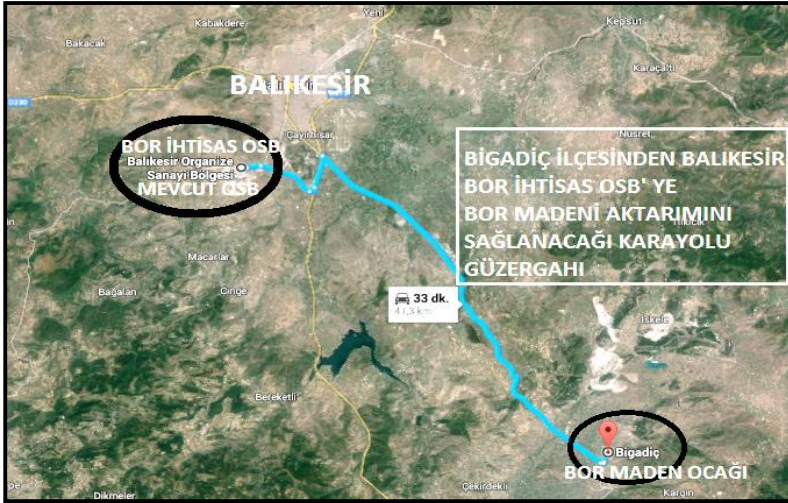 Kabakdere
Yeni
Kepsut
Bakacak
Karaçaltı
BALIKESİR
D230
Çayırhisar
Nusret
BOR İHTİSAS OSB
Balıkesir Organize
Sanayi Bölgesi
MEVCUT OSB
BİGADİÇ İLÇESİNDEN BALIKESİR
BOR İHTİSAS OSB' YE
BOR MADENİ AKTARIMINI
SAĞLANACAĞI KARAYOLU
GÜZERGAHI
Macarlar
Bağalan
Cinge
33 dk.
41,3 km
İskele
Bereketli
Bigadiç
BOR MADEN OCAĞI
Çekirdekli
Kargın
Dikmeler